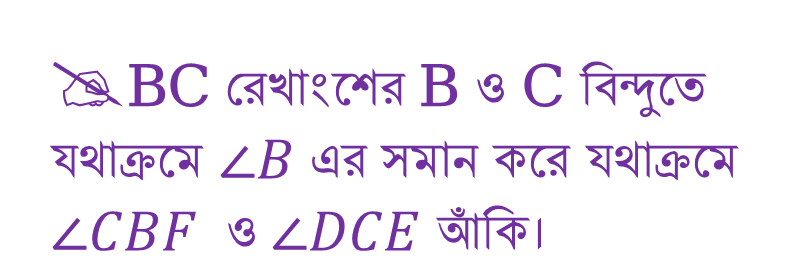 ✍BC রেখাংশের B ও C বিন্দুতে
যথাক্রমে ∠B এর সমান করে যথাক্রমে
∠CBF ও ∠DCE আঁকি।